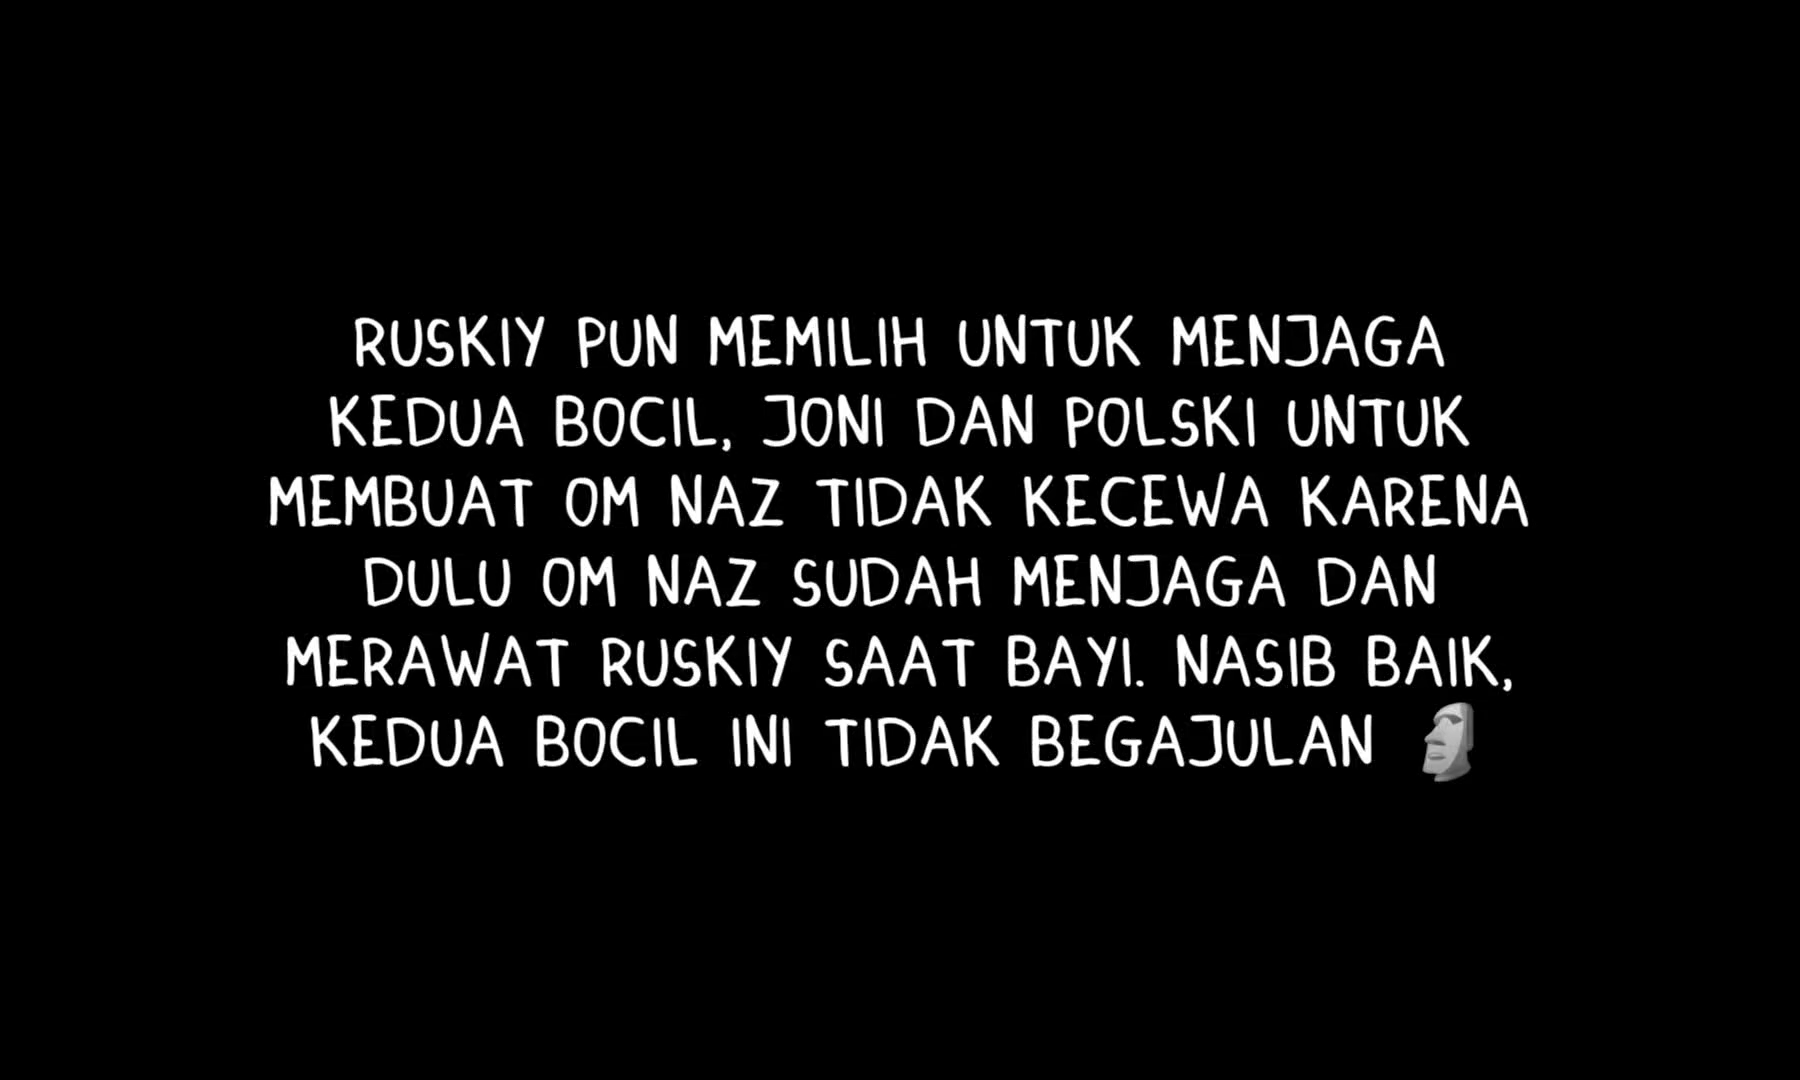 RUSKIY PUN MEMILIH UNTUK MENJAGA
KEDUA BOCIL, JONI DAN POLSKI UNTUK
MEMBUAT OM NAZ TIDAK KECEWA KARENA
DULU OM NAZ SUDAH MENJAGA DAN
MERAWAT RUSKIY SAAT BAYI. NASIB BAIK,
KEDUA BOCIL INI TIDAK BEGAJULAN 🗿